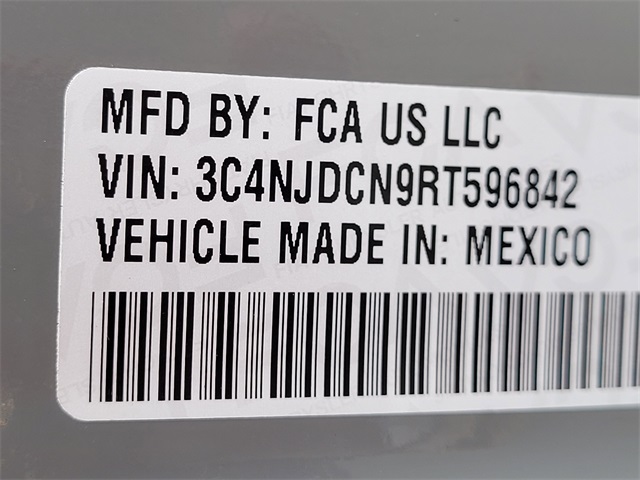 MFD BY: FCA US LLC
VIN: 3C4NJDCN9RT596842
VEHICLE MADE IN: MEXICO